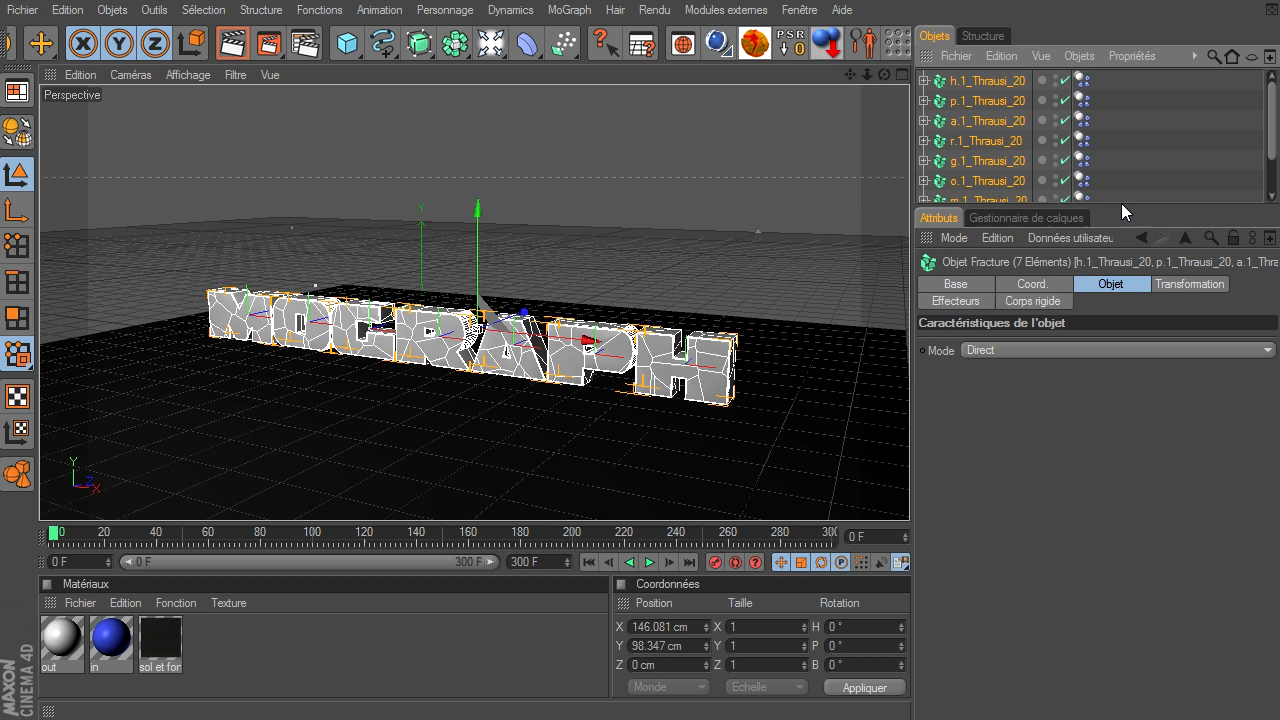 Fichier Edition Objets Outils Sélection Structure Fonctions Animation Personnage Dynamics MoGraph Hair Rendu Modules externes Fenêtre Aide
X Y Z
PSR
0
Objets Structure
Fichier Edition Vue Objets Propriétés
Edition Caméras Affichage Filtre Vue
Perspective
h.1_Thrausi_20
p.1_Thrausi_20
a.1_Thrausi_20
r.1_Thrausi_20
g.1_Thrausi_20
o.1_Thrausi_20
m.1_Thrausi_20
Attributs Gestionnaire de calques
Mode Edition Données utilisateu
Objet Fracture (7 Eléments) [h.1_Thrausi_20, p.1_Thrausi_20, a.1_Thra
Base Coord. Objet Transformation
Effecteurs Corps rigide
Caractéristiques de l'objet
Mode Direct
MOGRAPH
Y
Y
Z
X
0 20 40 60 80 100 120 140 160 180 200 220 240 260 280 30
0 F
0 F 0 F 300 F 300 F
P
Matériaux
Fichier Edition Fonction Texture
out in sol et for
Coordonnées
Position Taille Rotation
X 146.081 cm X 1 H 0 °
Y 98.347 cm Y 1 P 0 °
Z 0 cm Z 1 B 0 °
Monde Echelle Appliquer
MAXON
CINEMA 4D